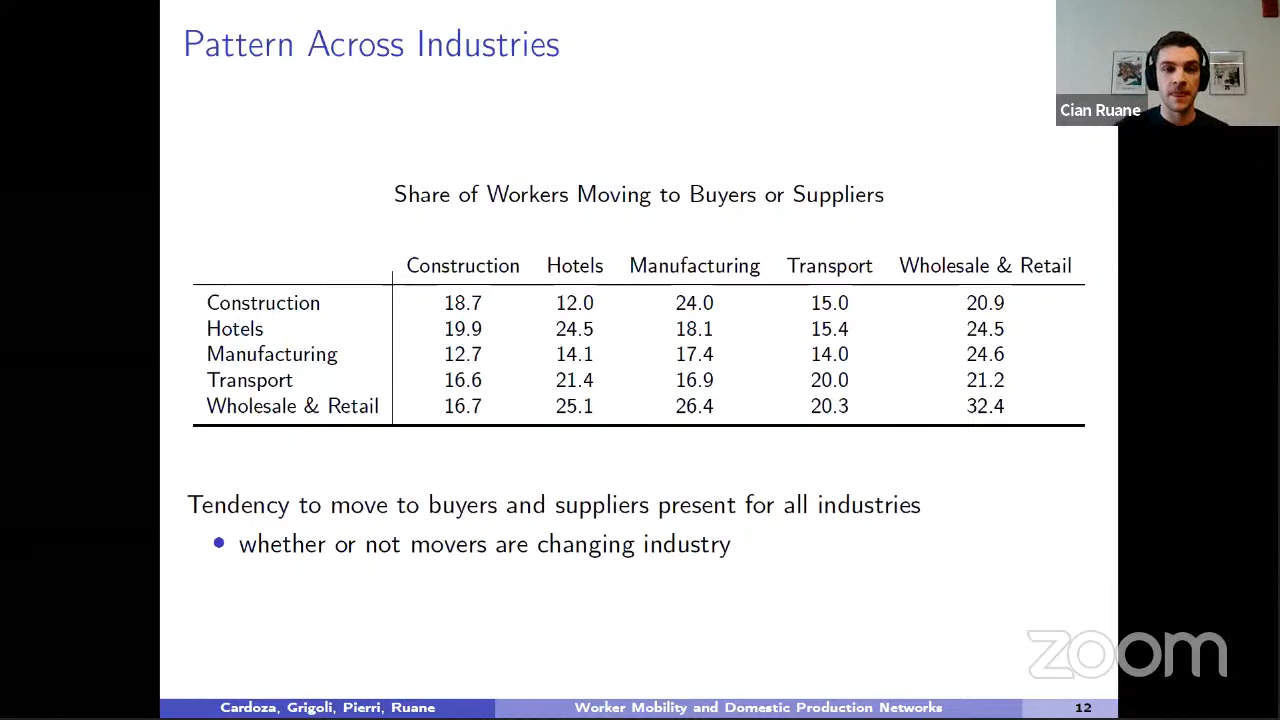 Pattern Across Industries
Cian Ruane
Share of Workers Moving to Buyers or Suppliers
Construction Hotels Manufacturing Transport Wholesale & Retail
Construction 18.7 12.0 24.0 15.0 20.9
Hotels 19.9 24.5 18.1 15.4 24.5
Manufacturing 12.7 14.1 17.4 14.0 24.6
Transport 16.6 21.4 16.9 20.0 21.2
Wholesale & Retail 16.7 25.1 26.4 20.3 32.4
Tendency to move to buyers and suppliers present for all industries
• whether or not movers are changing industry
zoom
Cardoza, Grigoli, Pierri, Ruane Worker Mobility and Domestic Production Networks 12